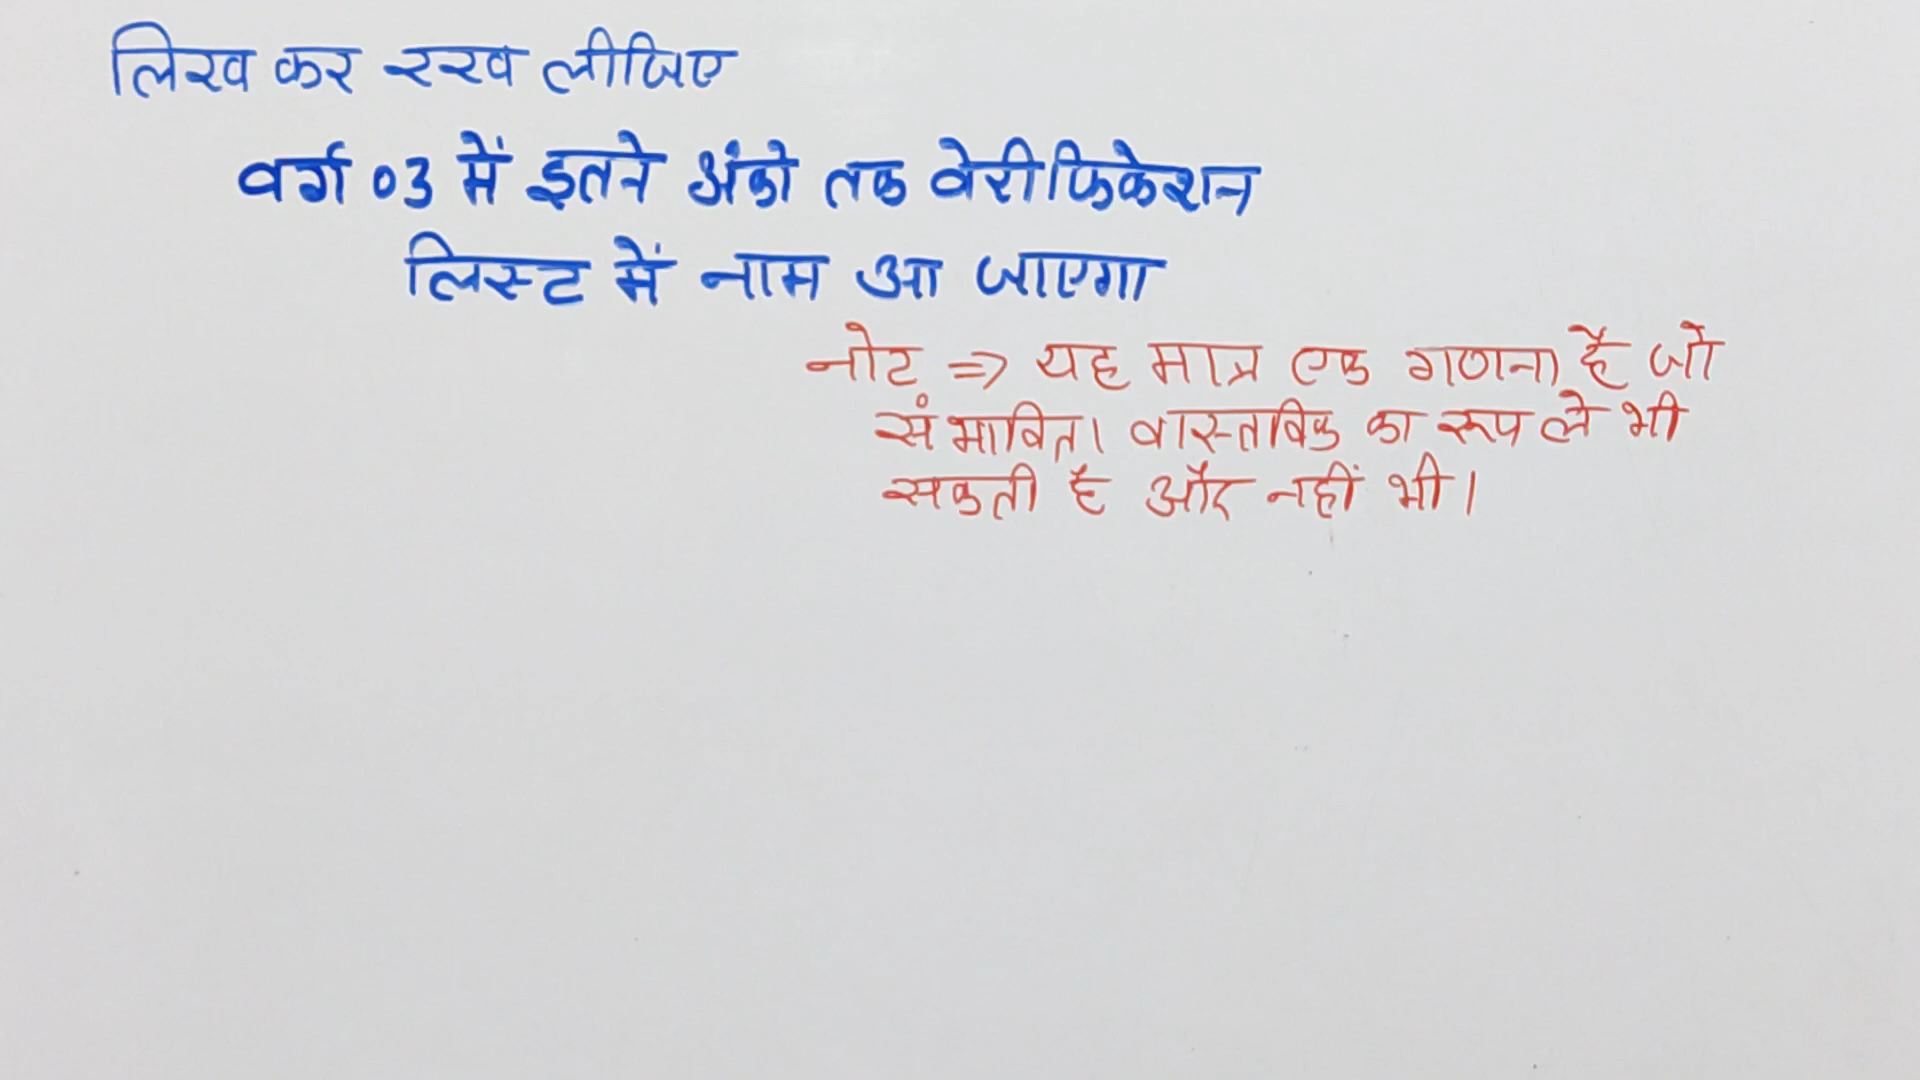 लिख कर रख लीजिए
वर्ग 03 में इतने अंको तक वेरीफिकेशन
लिस्ट में नाम आ जाएगा
नोट => यह मात्र एक गणना है जो
संभावित। वास्तविक का रूप ले भी
सकती है और नहीं भी।